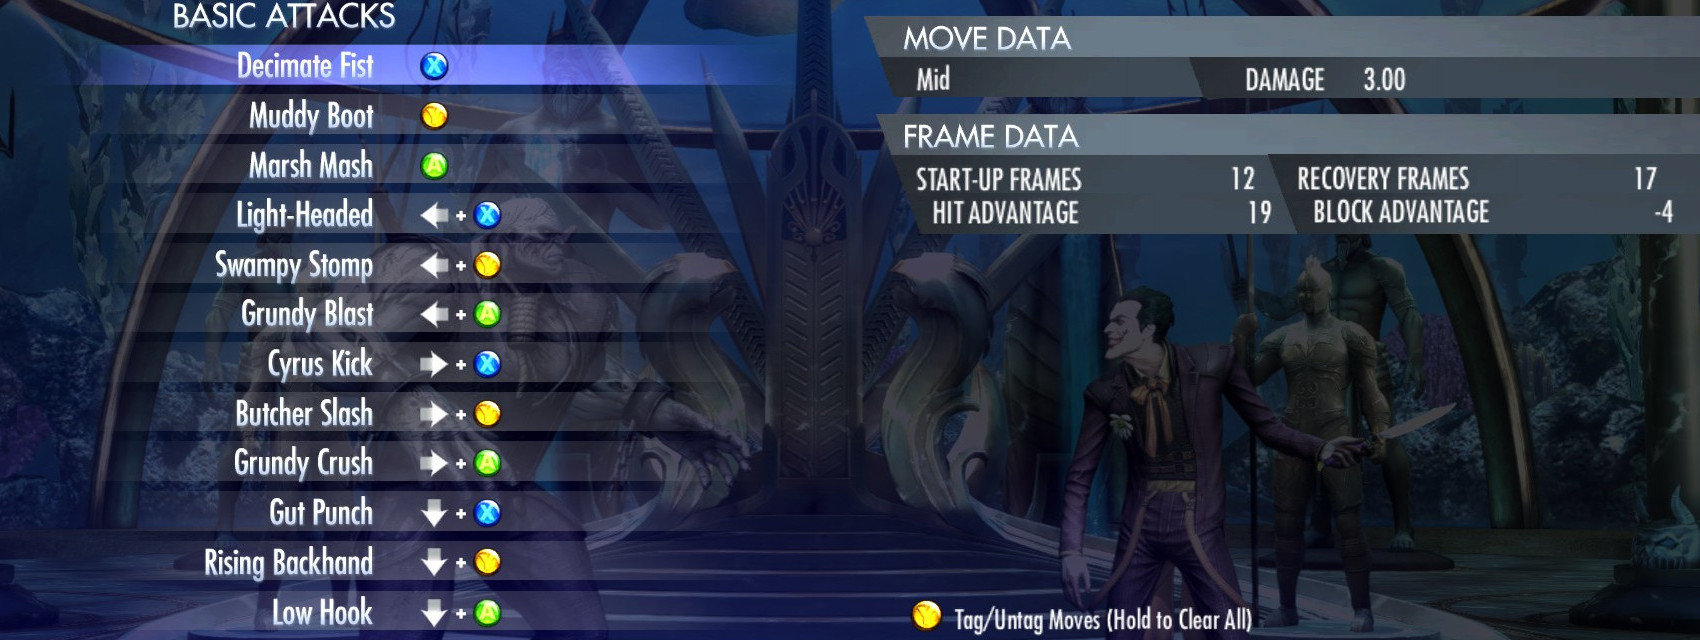 BASIC ATTACKS
Decimate Fist X
Muddy Boot Y
Marsh Mash A
Light-Headed + X
Swampy Stomp + Y
Grundy Blast + A
Cyrus Kick + X
Butcher Slash + Y
Grundy Crush + A
Gut Punch + X
Rising Backhand + Y
Low Hook + A
MOVE DATA
Mid DAMAGE 3.00
FRAME DATA
START-UP FRAMES 12 RECOVERY FRAMES 17
HIT ADVANTAGE 19 BLOCK ADVANTAGE -4
Y Tag/Untag Moves (Hold to Clear All)